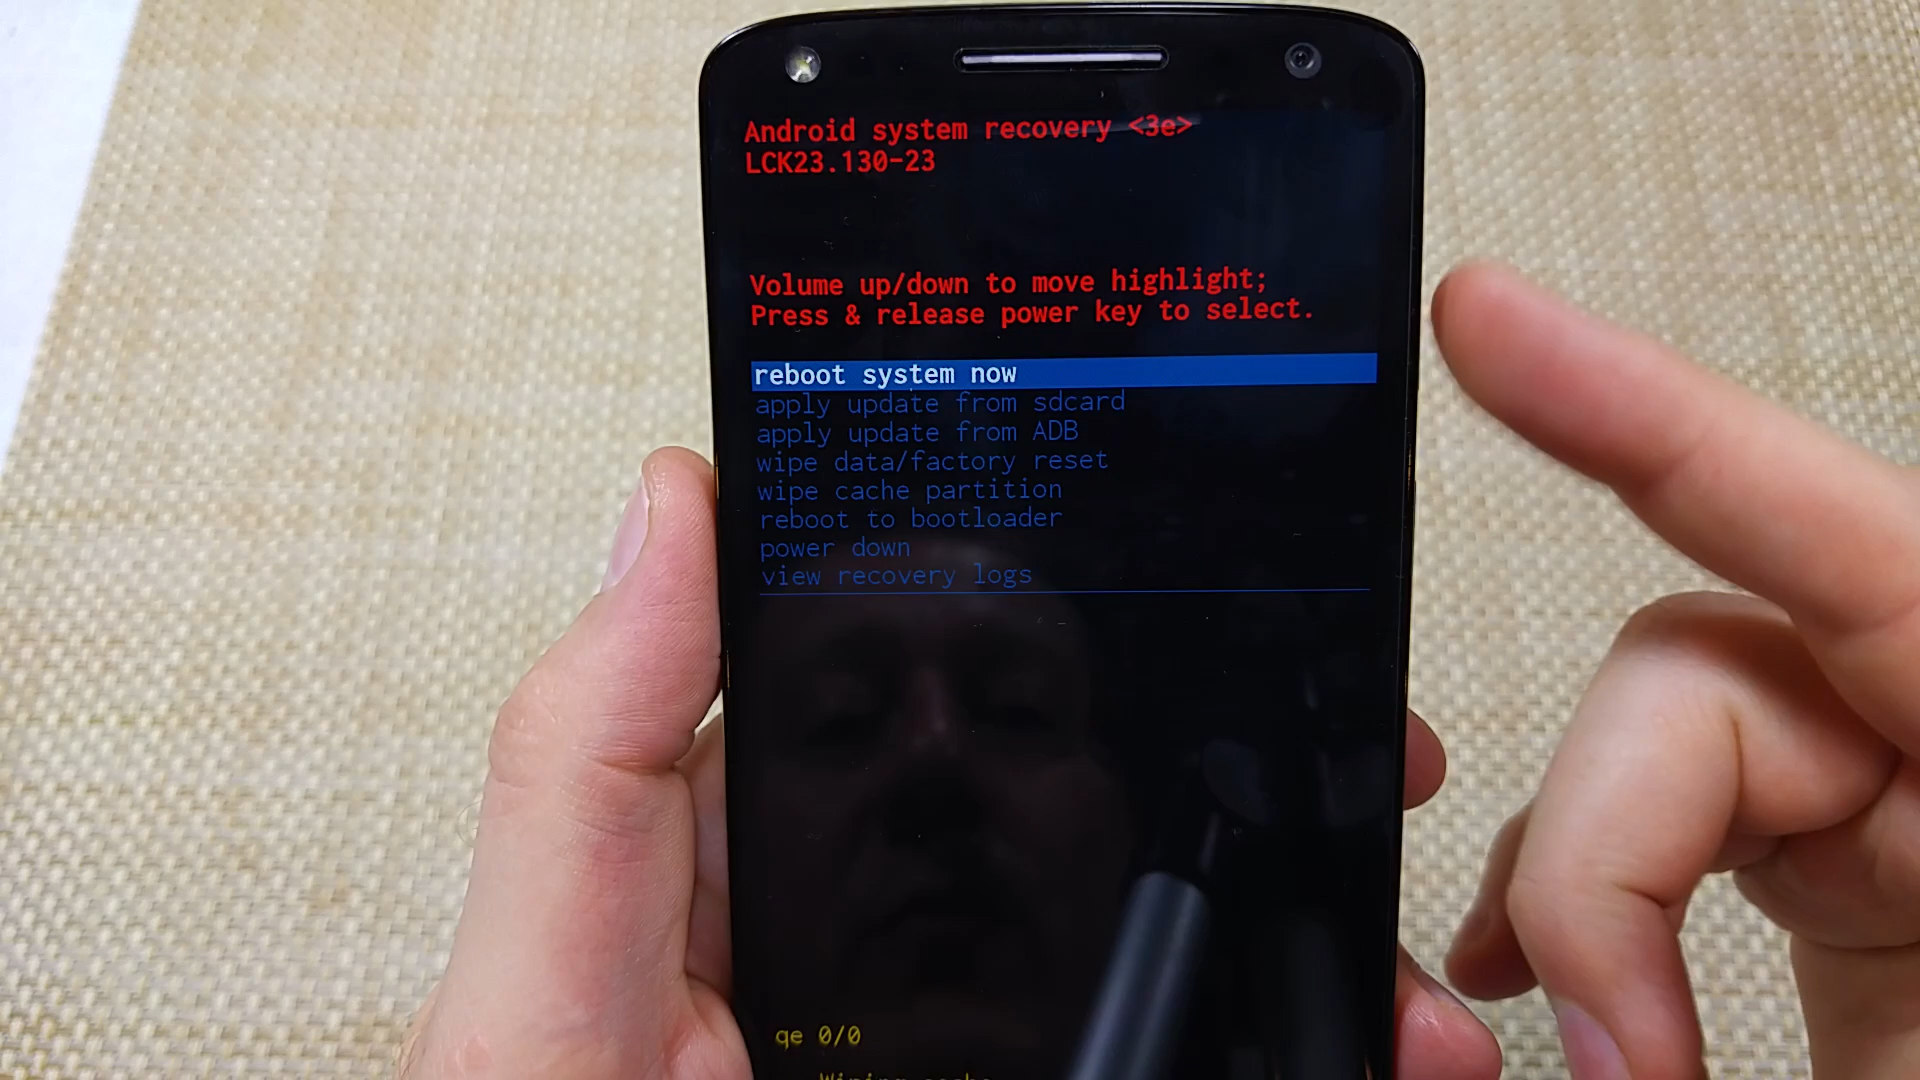 Android system recovery <3e>
LCK23.130-23
Volume up/down to move highlight;
Press & release power key to select.
reboot system now
apply update from sdcard
apply update from ADB
wipe data/factory reset
wipe cache partition
reboot to bootloader
power down
view recovery logs
qe 0/0
Wiping cache